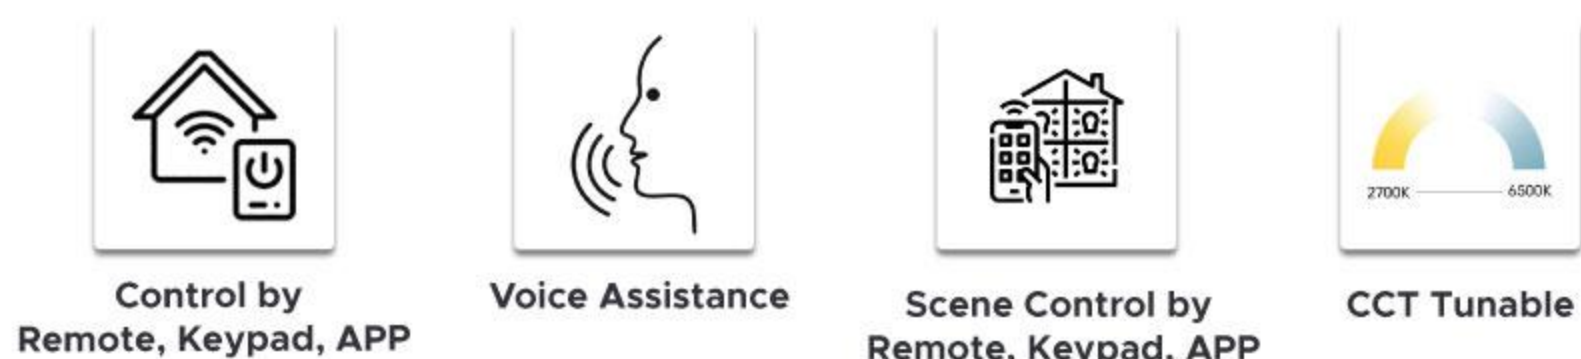 2700K
6500K
Control by
Remote, Keypad, APP
Voice Assistance
Scene Control by
Remote, Keypad, APP
CCT Tunable